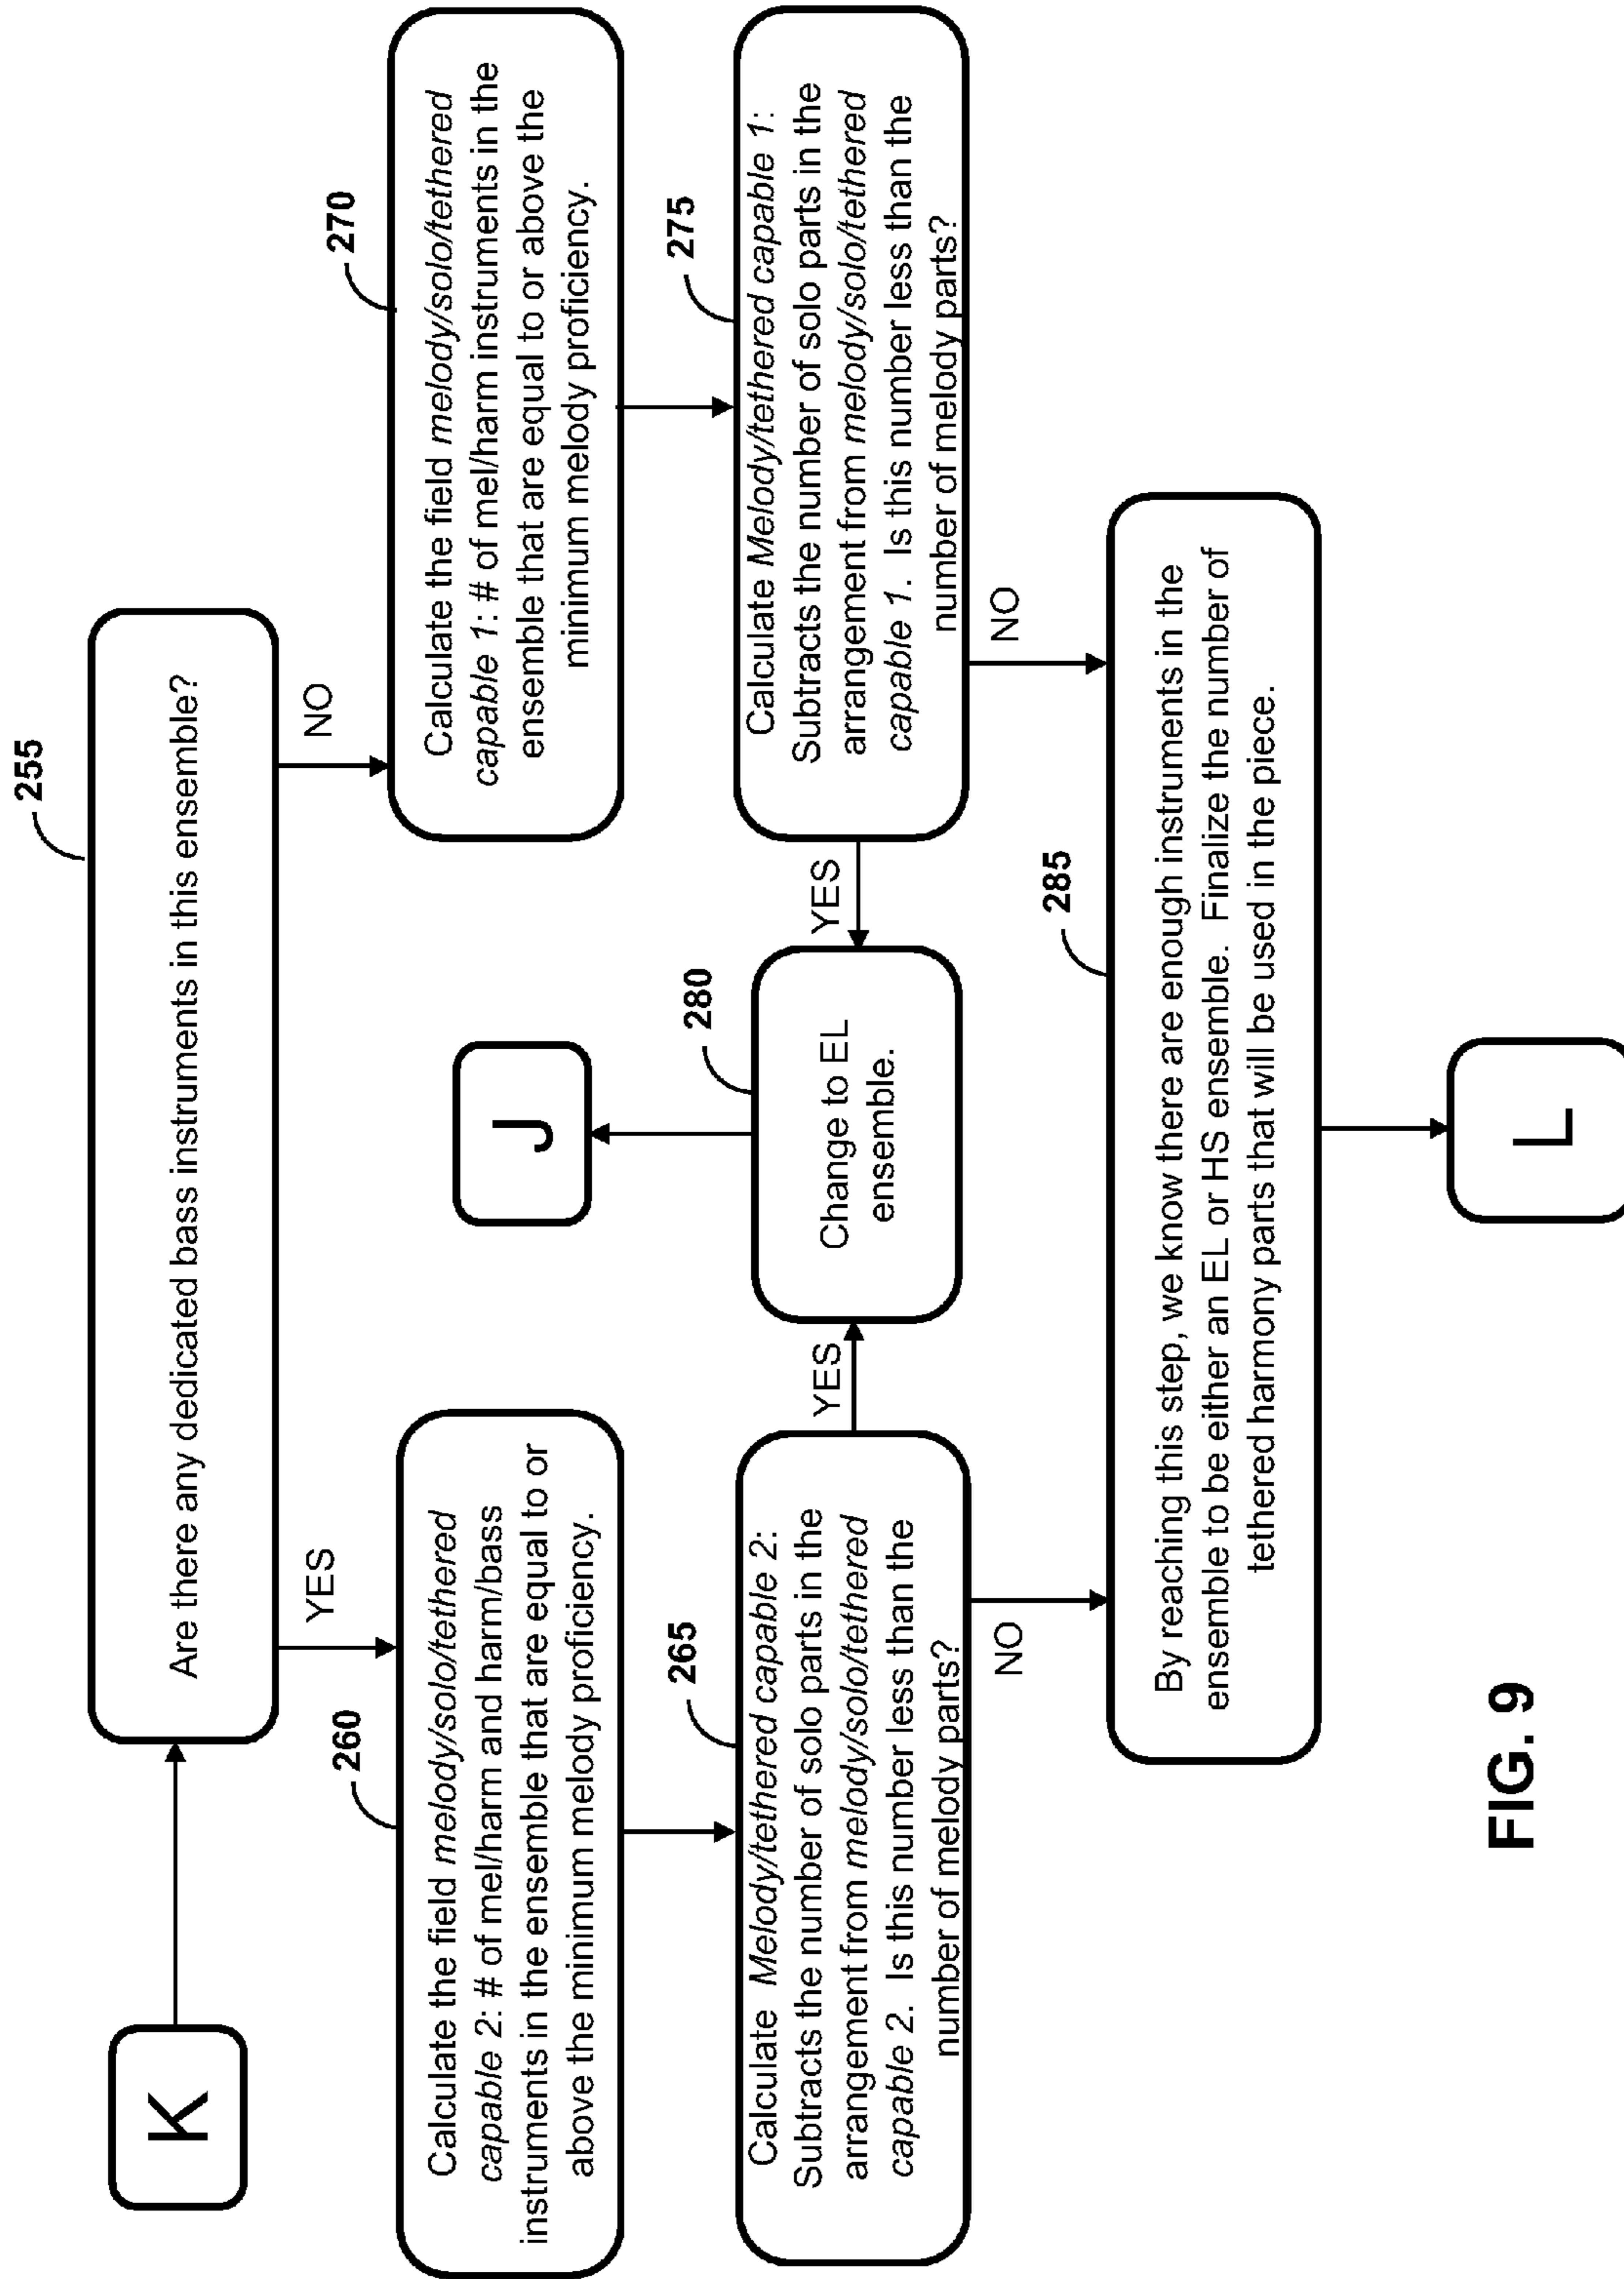 K
255
Are there any dedicated bass instruments in this ensemble?
YES
NO
260
Calculate the field melody/solo/tethered
capable 2: # of mel/harm and harm/bass
instruments in the ensemble that are equal to or
above the minimum melody proficiency.
270
Calculate the field melody/solo/tethered
capable 1: # of mel/harm instruments in the
ensemble that are equal to or above the
minimum melody proficiency.
J
265
Calculate Melody/tethered capable 2:
Subtracts the number of solo parts in the
arrangement from melody/solo/tethered
capable 2. Is this number less than the
number of melody parts?
YES
280
Change to EL
ensemble.
YES
275
Calculate Melody/tethered capable 1:
Subtracts the number of solo parts in the
arrangement from melody/solo/tethered
capable 1. Is this number less than the
number of melody parts?
NO
NO
285
By reaching this step, we know there are enough instruments in the
ensemble to be either an EL or HS ensemble. Finalize the number of
tethered harmony parts that will be used in the piece.
L
FIG. 9